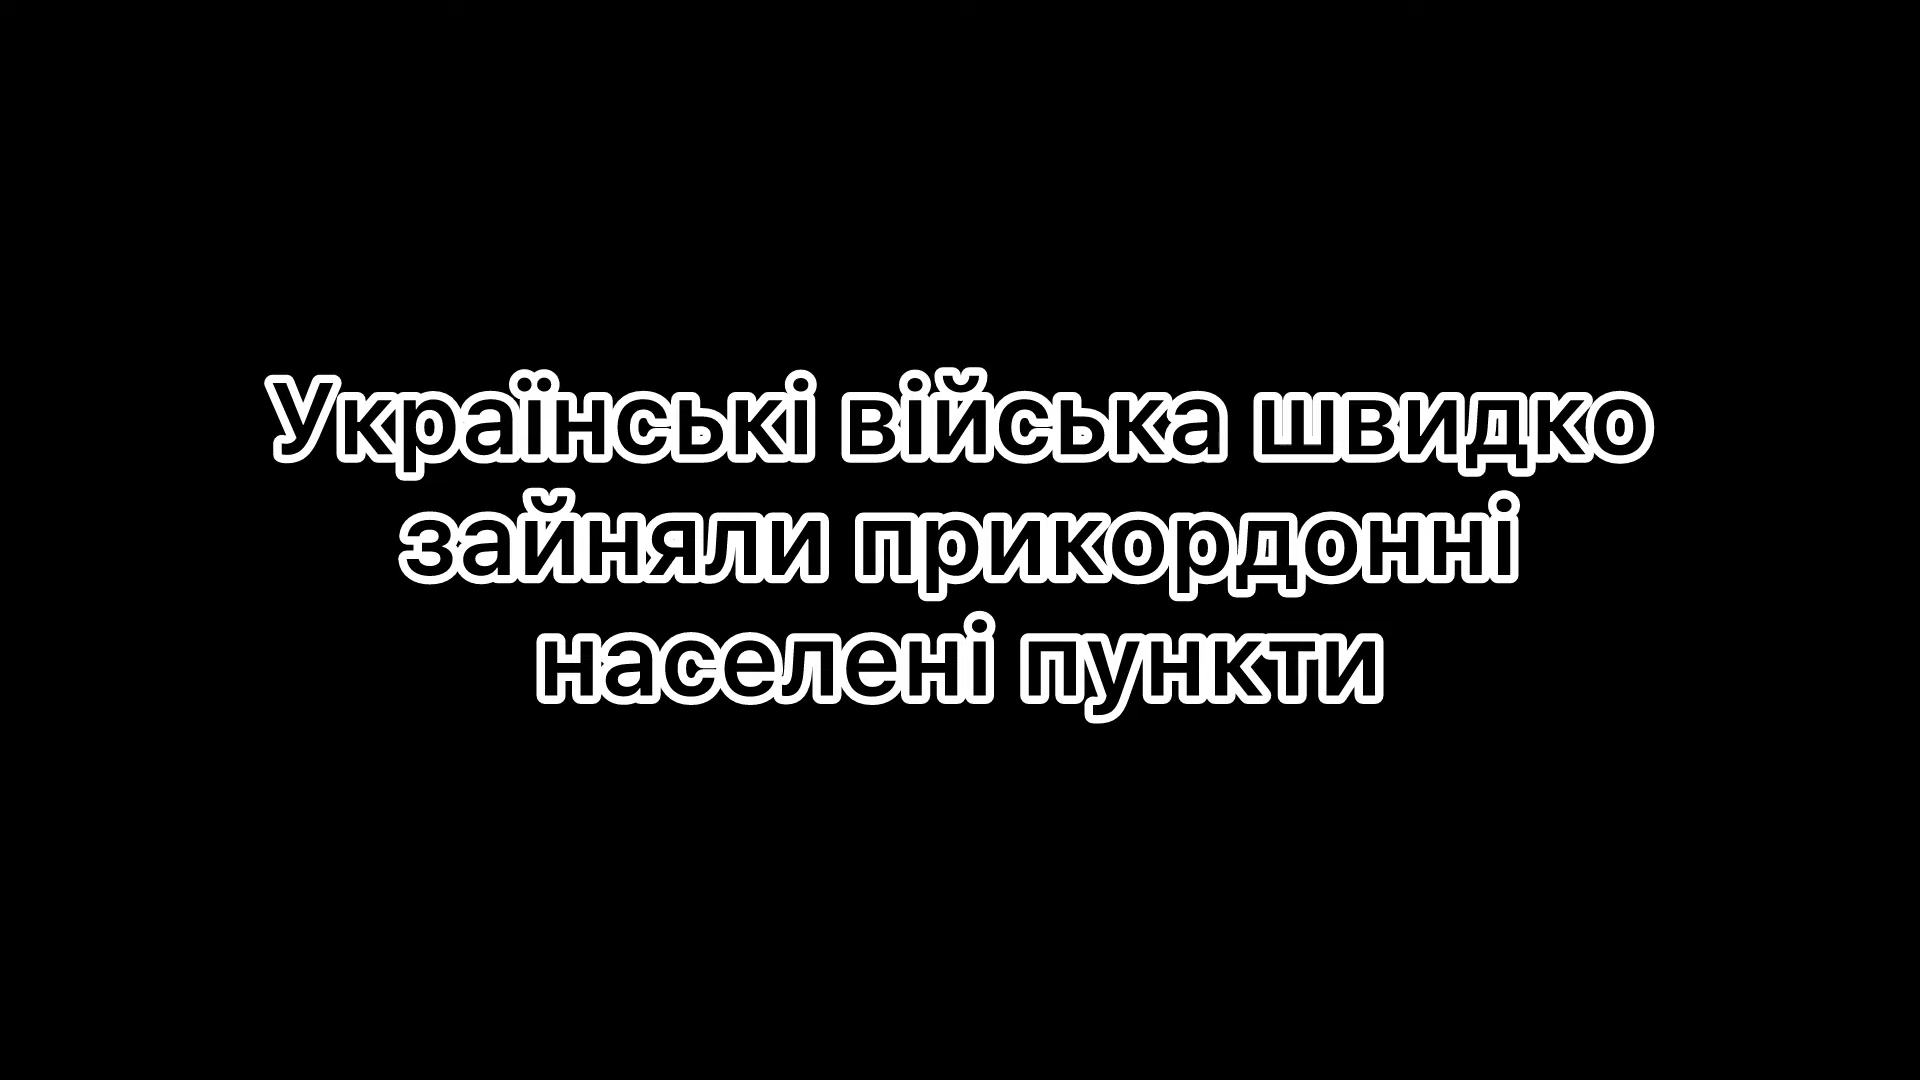 Українські війська швидко
зайняли прикордонні
населені пункти